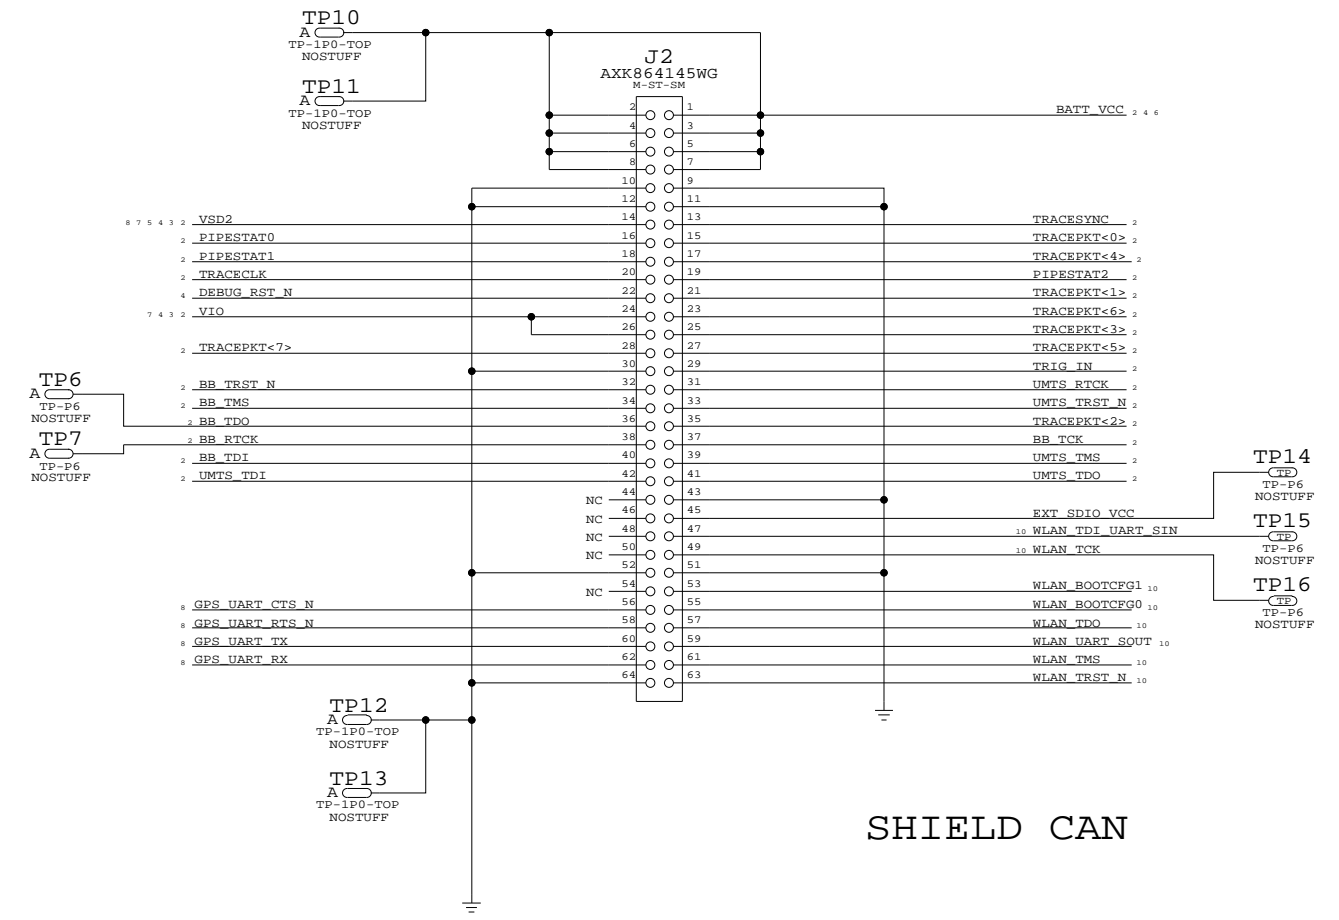 TP10
A
TP-1P0-TOP
NOSTUFF
TP11
A
TP-1P0-TOP
NOSTUFF
J2
AXK864145WG
M-ST-SM
2 1 BATT_VCC 2 4 6
4 3
6 5
8 7
10 9
12 11
8 7 5 4 3 2 VSD2 14 13 TRACESYNC 2
2 PIPESTAT0 16 15 TRACEPKT<0> 2
2 PIPESTAT1 18 17 TRACEPKT<4> 2
2 TRACECLK 20 19 PIPESTAT2 2
4 DEBUG_RST_N 22 21 TRACEPKT<1> 2
7 4 3 2 VIO 24 23 TRACEPKT<6> 2
26 25 TRACEPKT<3> 2
2 TRACEPKT<7> 28 27 TRACEPKT<5> 2
30 29 TRIG_IN 2
2 BB_TRST_N 32 31 UMTS_RTCK 2
2 BB_TMS 34 33 UMTS_TRST_N 2
2 BB_TDO 36 35 TRACEPKT<2> 2
2 BB_RTCK 38 37 BB_TCK 2
2 BB_TDI 40 39 UMTS_TMS 2
2 UMTS_TDI 42 41 UMTS_TDO 2
NC 44 43
NC 46 45 EXT_SDIO_VCC
NC 48 47 10 WLAN_TDI_UART_SIN
NC 50 49 10 WLAN_TCK
52 51
NC 54 53 WLAN_BOOTCFG1 10
8 GPS_UART_CTS_N 56 55 WLAN_BOOTCFG0 10
8 GPS_UART_RTS_N 58 57 WLAN_TDO 10
8 GPS_UART_TX 60 59 WLAN_UART_SOUT 10
8 GPS_UART_RX 62 61 WLAN_TMS 10
64 63 WLAN_TRST_N 10
TP6
A
TP-P6
NOSTUFF
TP7
A
TP-P6
NOSTUFF
TP14
TP
TP-P6
NOSTUFF
TP15
TP
TP-P6
NOSTUFF
TP16
TP
TP-P6
NOSTUFF
TP12
A
TP-1P0-TOP
NOSTUFF
TP13
A
TP-1P0-TOP
NOSTUFF
SHIELD CAN